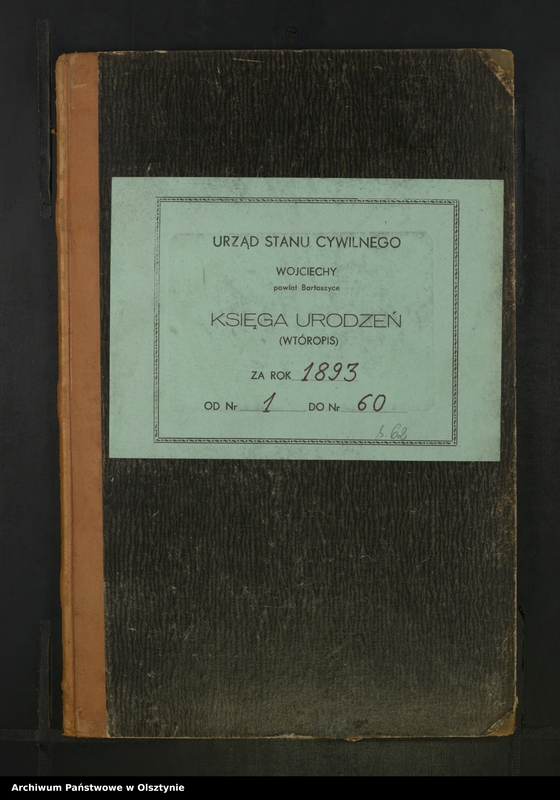 URZĄD STANU CYWILNEGO
WOJCIECHY
powiat Bartoszyce
KSIĘGA URODZEŃ
(WTÓROPIS)
ZA ROK 1893
OD Nr 1 DO Nr 60
s. 62
Archiwum Państwowe w Olsztynie